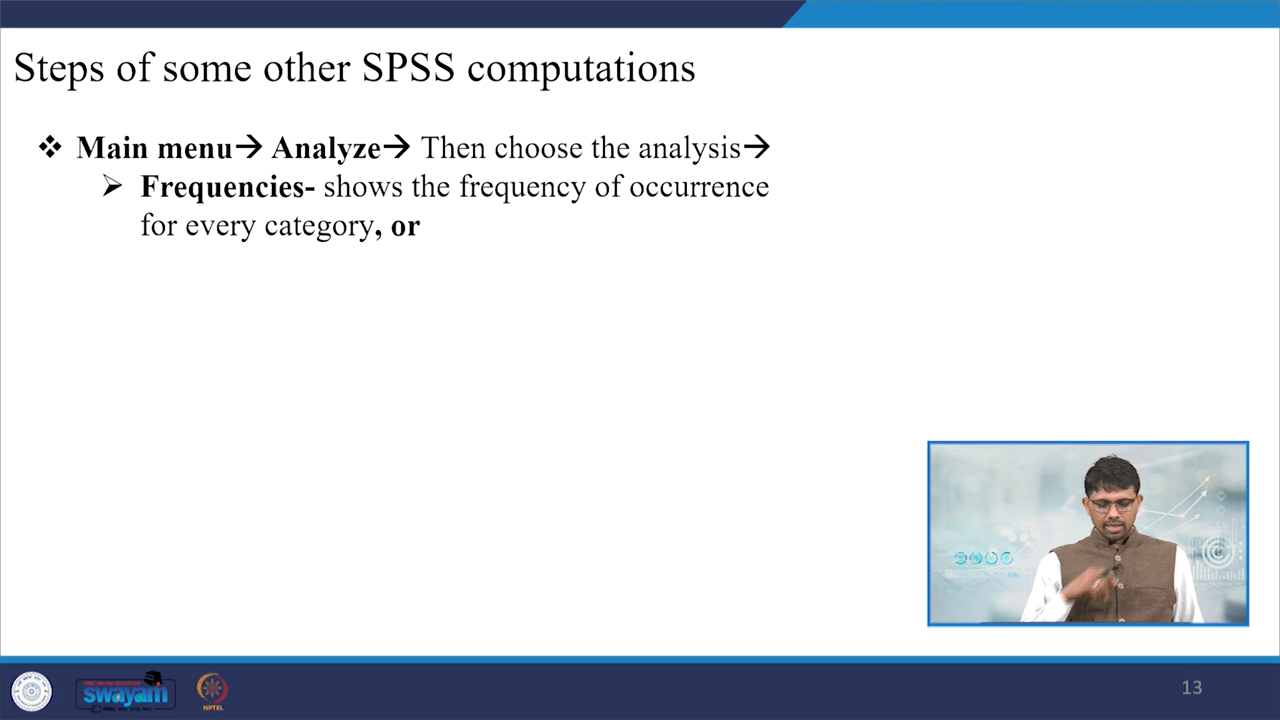 Steps of some other SPSS computations
❖ Main menu→ Analyze→ Then choose the analysis→
➢ Frequencies- shows the frequency of occurrence
for every category, or
swayam
NPTEL
13